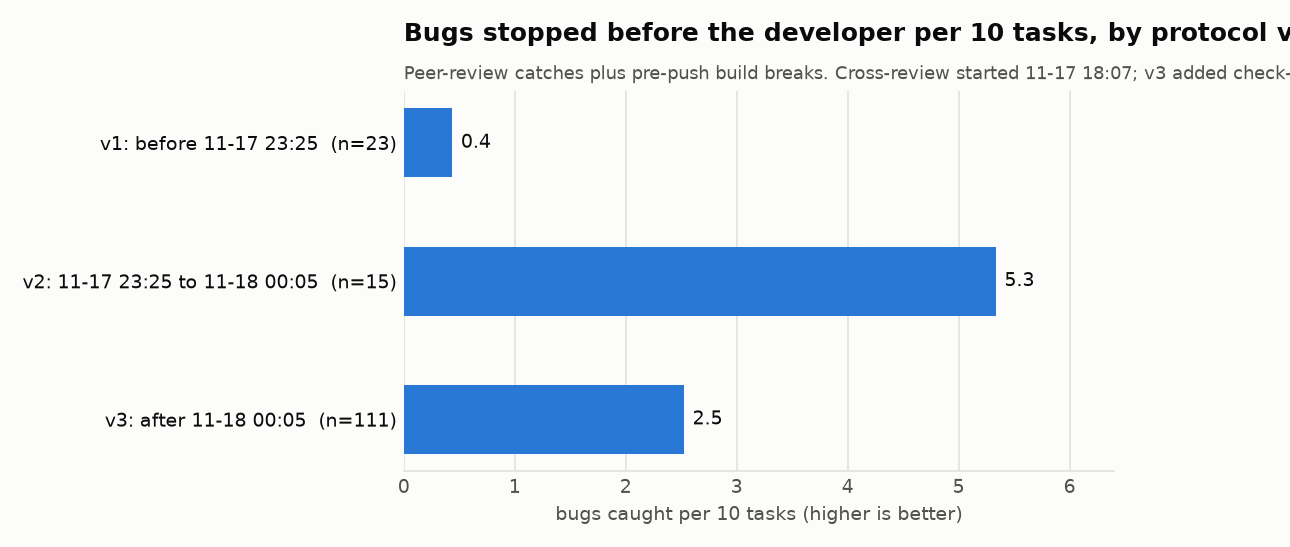 Bugs stopped before the developer per 10 tasks, by protocol
Peer-review catches plus pre-push build breaks. Cross-review started 11-17 18:07; v3 added check-
v1: before 11-17 23:25 (n=23)
0.4
v2: 11-17 23:25 to 11-18 00:05 (n=15)
5.3
v3: after 11-18 00:05 (n=111)
2.5
0 1 2 3 4 5 6
bugs caught per 10 tasks (higher is better)